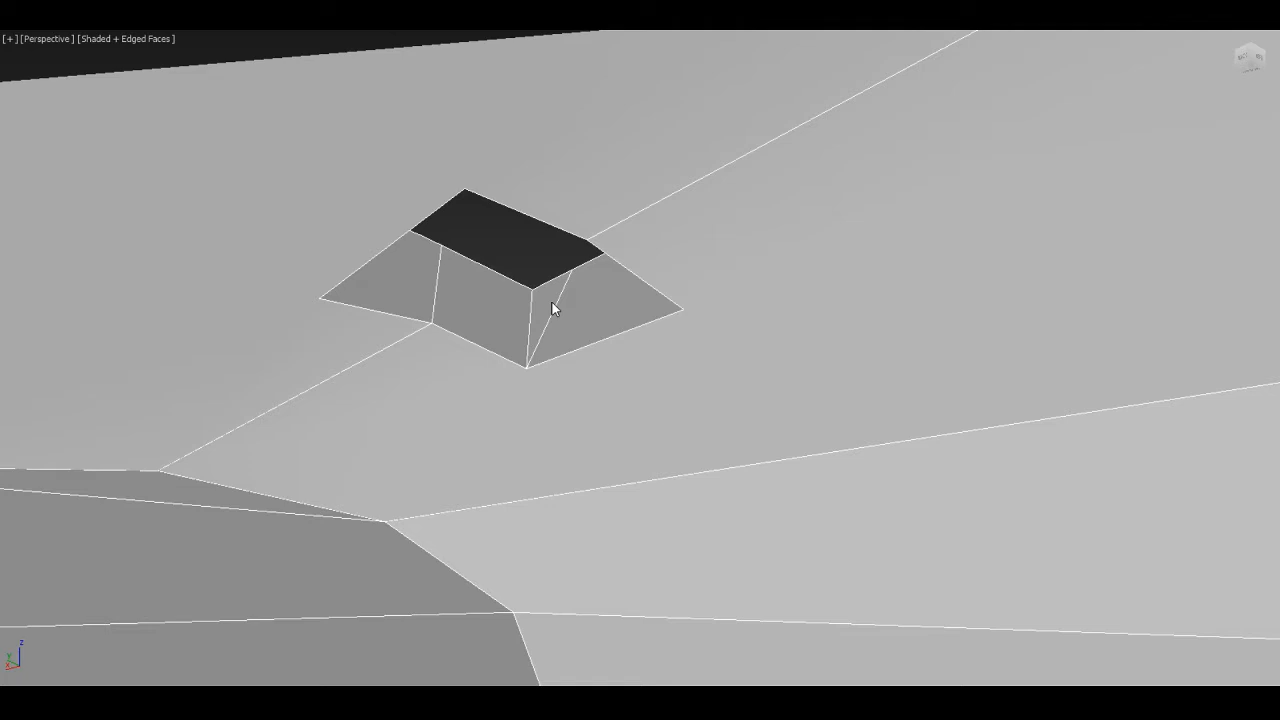 [+] [Perspective ] [Shaded + Edged Faces ]
z
Y
X